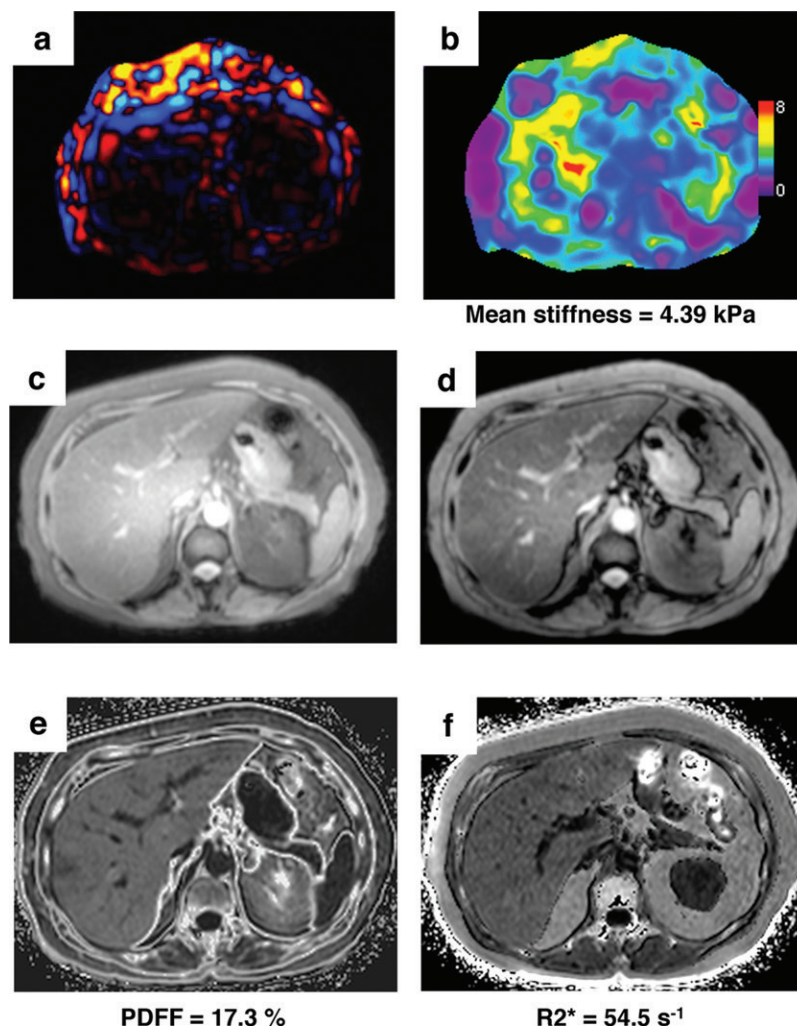 a
b
8
0
Mean stiffness = 4.39 kPa
c
d
e
f
PDFF = 17.3 %
R2* = 54.5 s⁻¹